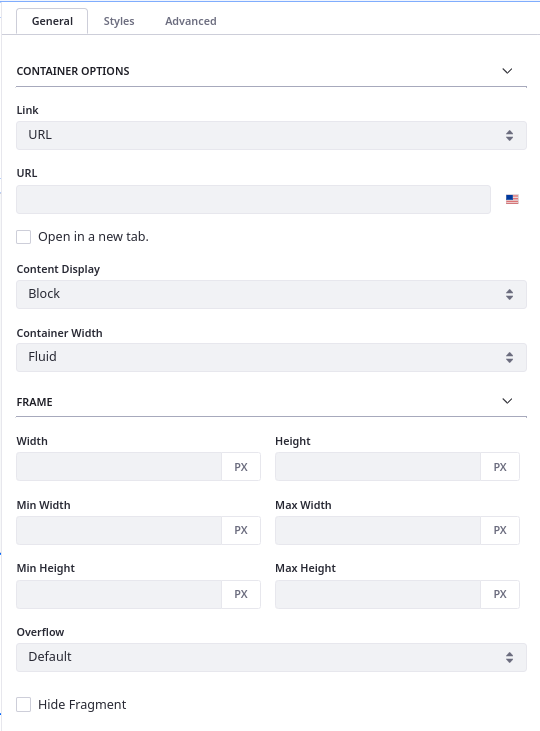 General Styles Advanced
CONTAINER OPTIONS
Link
URL
URL
Open in a new tab.
Content Display
Block
Container Width
Fluid
FRAME
Width Height
PX PX
Min Width Max Width
PX PX
Min Height Max Height
PX PX
Overflow
Default
Hide Fragment